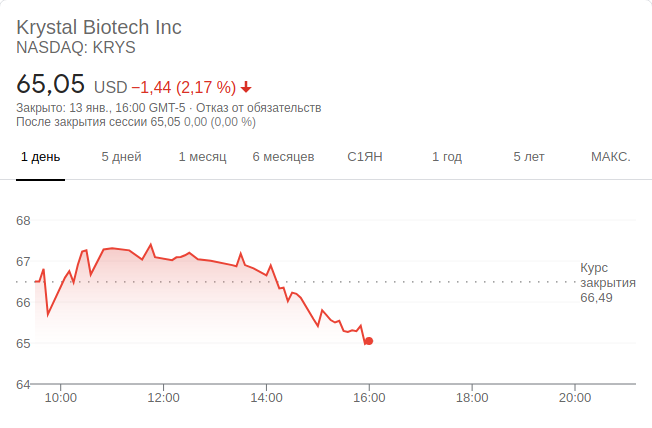 Krystal Biotech Inc
NASDAQ: KRYS
65,05 USD −1,44 (2,17 %)
Закрыто: 13 янв., 16:00 GMT-5 · Отказ от обязательств
После закрытия сессии 65,05 0,00 (0,00 %)
1 день 5 дней 1 месяц 6 месяцев С1ЯН 1 год 5 лет МАКС.
68
67
66
65
64
Курс
закрытия
66,49
10:00 12:00 14:00 16:00 18:00 20:00